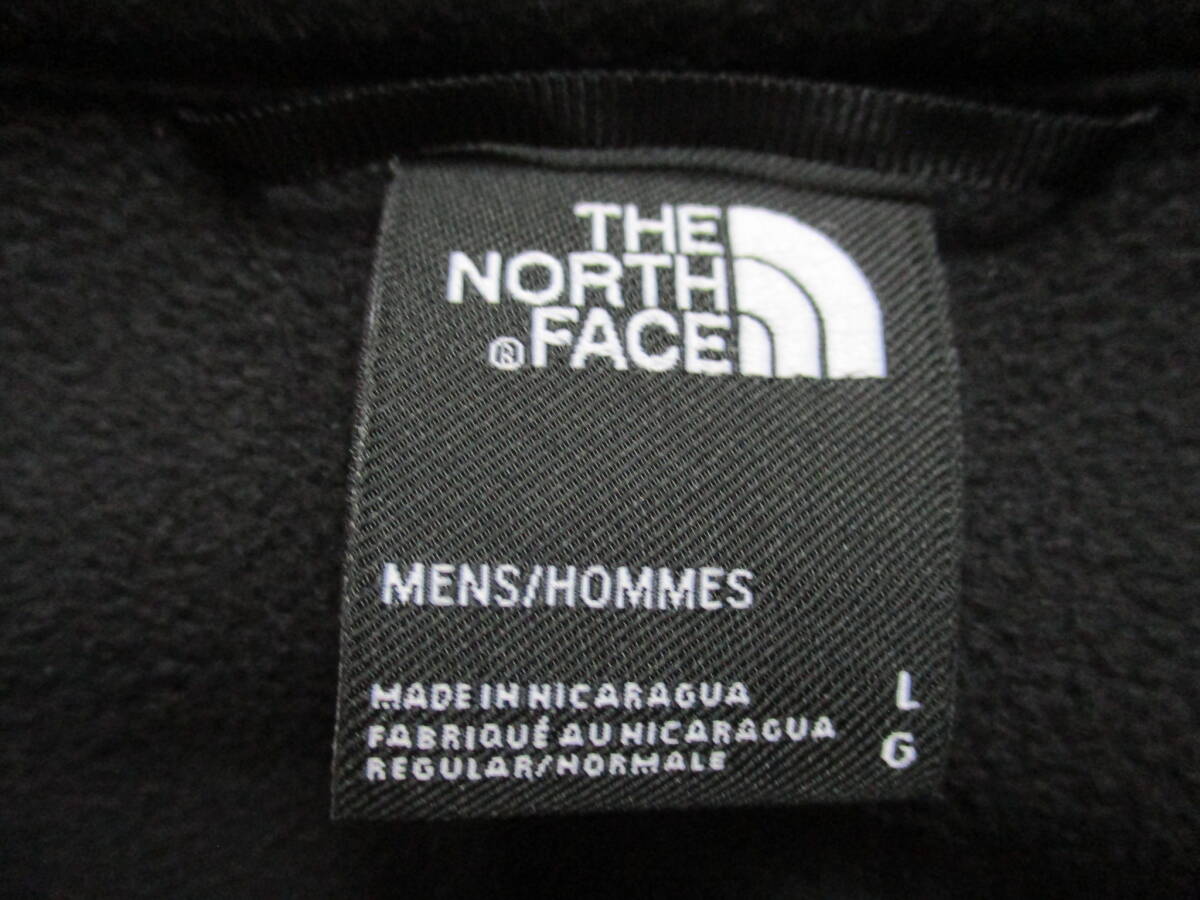 THE
NORTH
® FACE
MENS/HOMMES
MADE IN NICARAGUA L
FABRIQUÉ AU NICARAGUA G
REGULAR/NORMALE